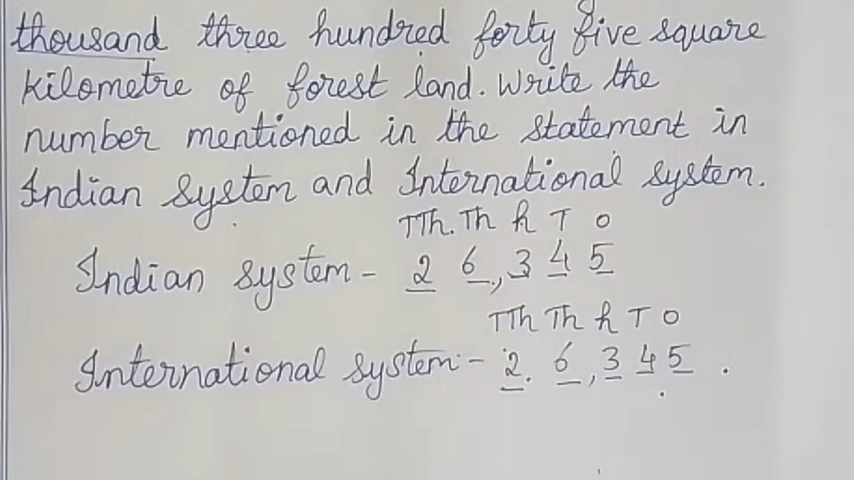 thousand three hundred forty five square
kilometre of forest land. Write the
number mentioned in the statement in
Indian system and International system.
TTh. Th h T O
Indian system - 2 6,3 4 5
TTh Th h T O
International system - 2. 6,3 4 5 .